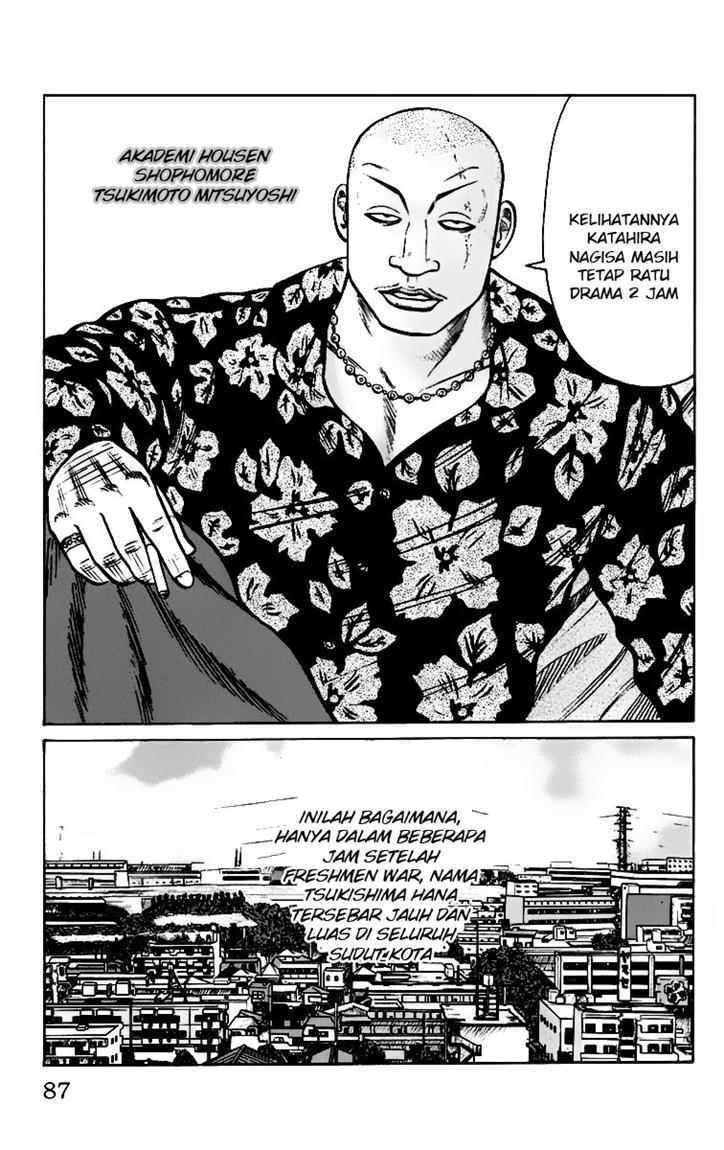 AKADEMI HOUSEN
SHOPHOMORE
TSUKIMOTO MITSUYOSHI
KELIHATANNYA
KATAHIRA
NAGISA MASIH
TETAP RATU
DRAMA 2 JAM
INILAH BAGAIMANA,
HANYA DALAM BEBERAPA
JAM SETELAH
FRESHMEN WAR, NAMA
TSUKISHIMA HANA
TERSEBAR JAUH DAN
LUAS DI SELURUH
SUDUT KOTA
87